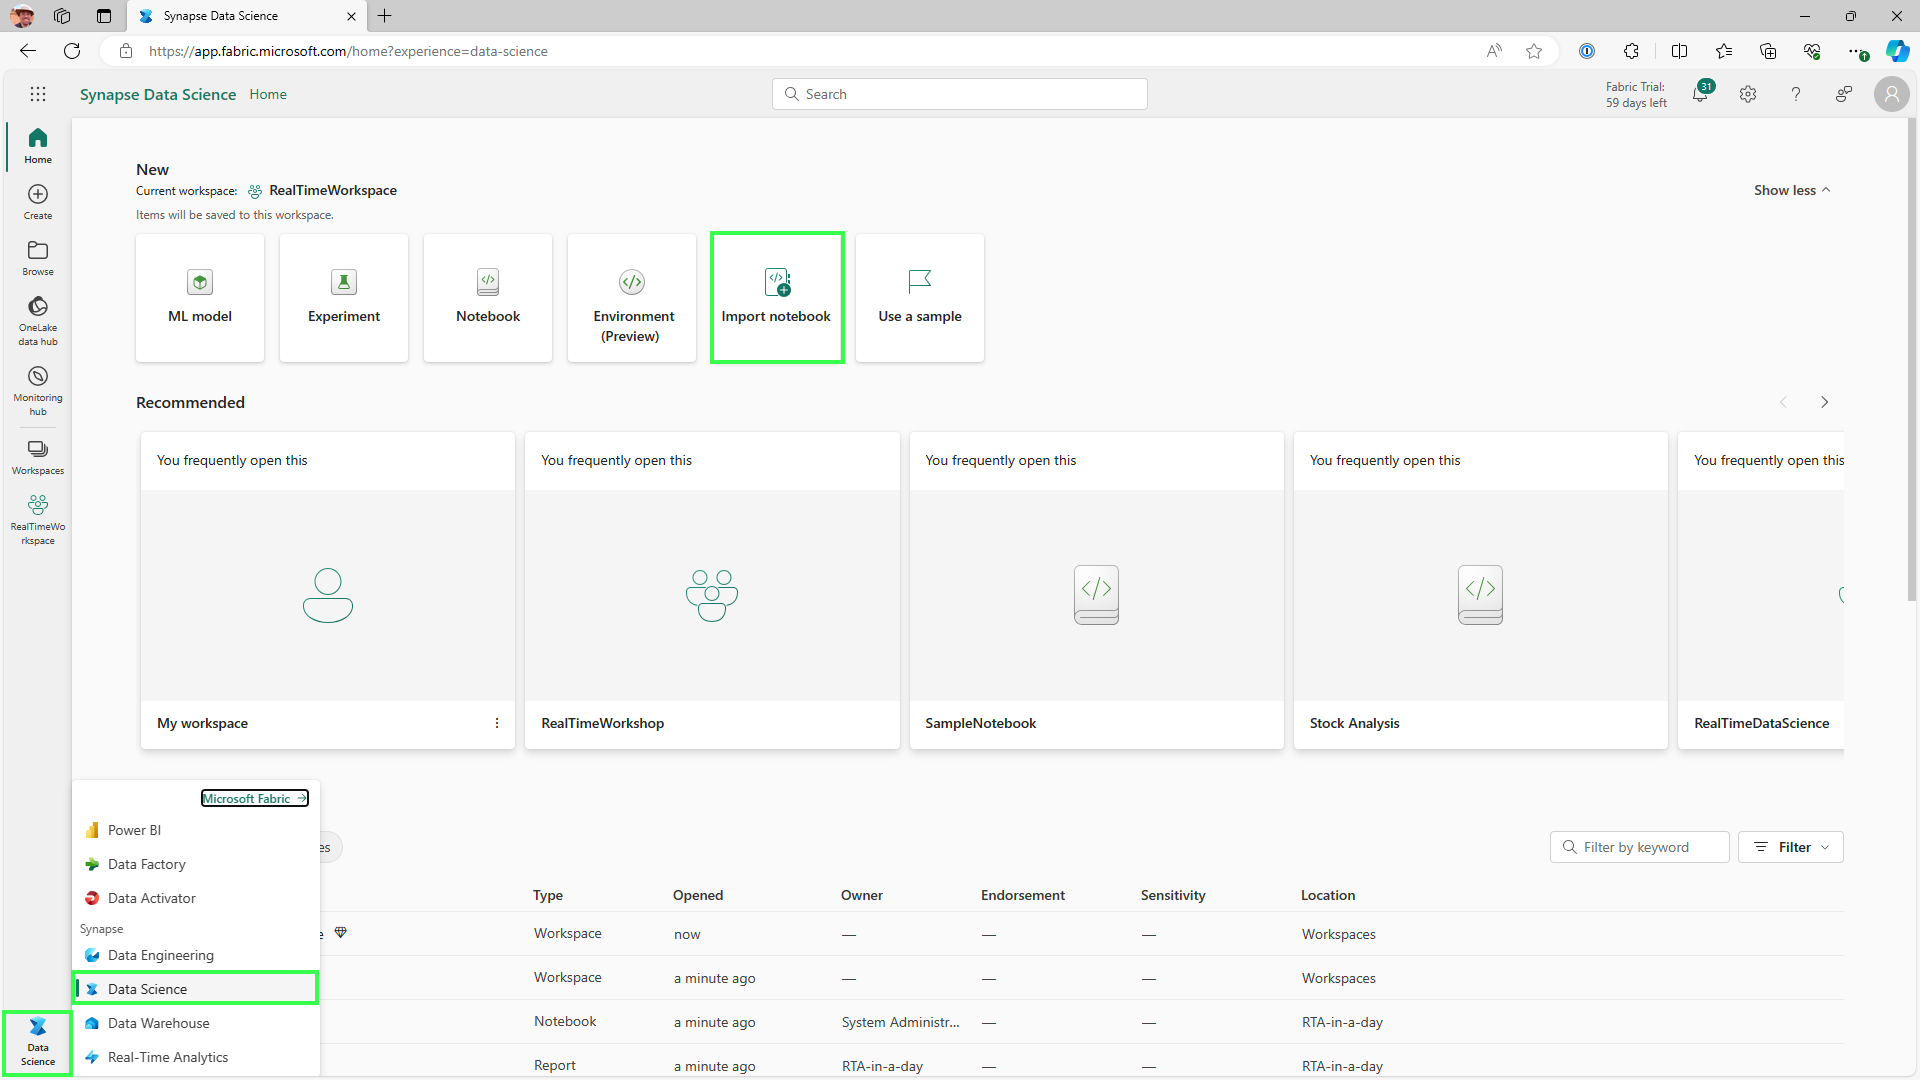 Synapse Data Science
https://app.fabric.microsoft.com/home?experience=data-science
Synapse Data Science Home
Search
Fabric Trial:
59 days left
31
Home
Create
Browse
OneLake
data hub
Monitoring
hub
Workspaces
RealTimeWo
rkspace
New
Current workspace: RealTimeWorkspace
Items will be saved to this workspace.
Show less
ML model
Experiment
Notebook
Environment
(Preview)
Import notebook
Use a sample
Recommended
You frequently open this
You frequently open this
You frequently open this
You frequently open this
You frequently open this
My workspace
RealTimeWorkshop
SampleNotebook
Stock Analysis
RealTimeDataScience
Microsoft Fabric
Power BI
Data Factory
Data Activator
Synapse
Data Engineering
Data Science
Data Warehouse
Real-Time Analytics
Data
Science
es
Filter by keyword
Filter
Type Opened Owner Endorsement Sensitivity Location
e Workspace now — — — Workspaces
Workspace a minute ago — — — Workspaces
Notebook a minute ago System Administr... — — RTA-in-a-day
Report a minute ago RTA-in-a-day — — RTA-in-a-day